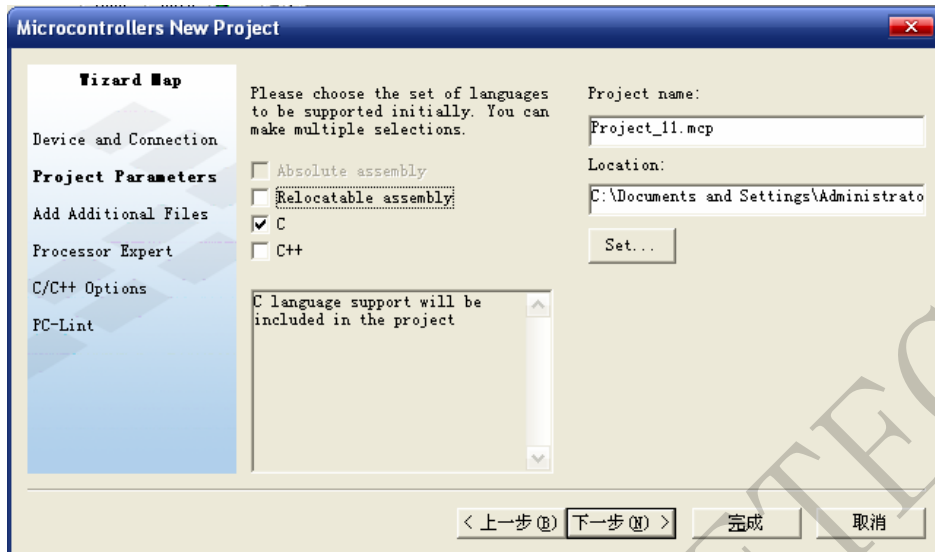 Microcontrollers New Project
Wizard Map
Device and Connection
Project Parameters
Add Additional Files
Processor Expert
C/C++ Options
PC-Lint
Please choose the set of languages
to be supported initially. You can
make multiple selections.
Absolute assembly
Relocatable assembly
C
C++
C language support will be
included in the project
Project name:
Project_11.mcp
Location:
C:\Documents and Settings\Administrato
Set...
< 上一步(B)
下一步(N) >
完成
取消